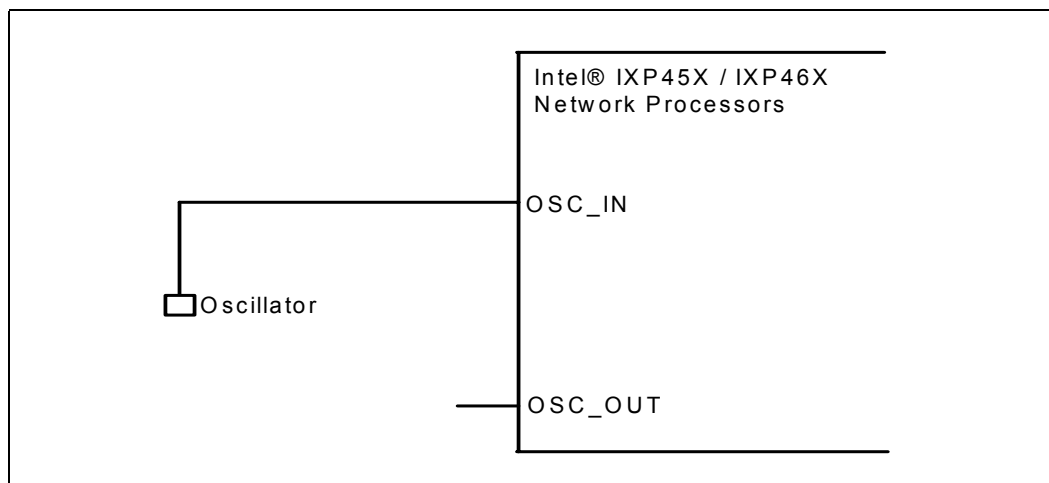 Intel® IXP45X / IXP46X
Network Processors
OSC_IN
Oscillator
OSC_OUT